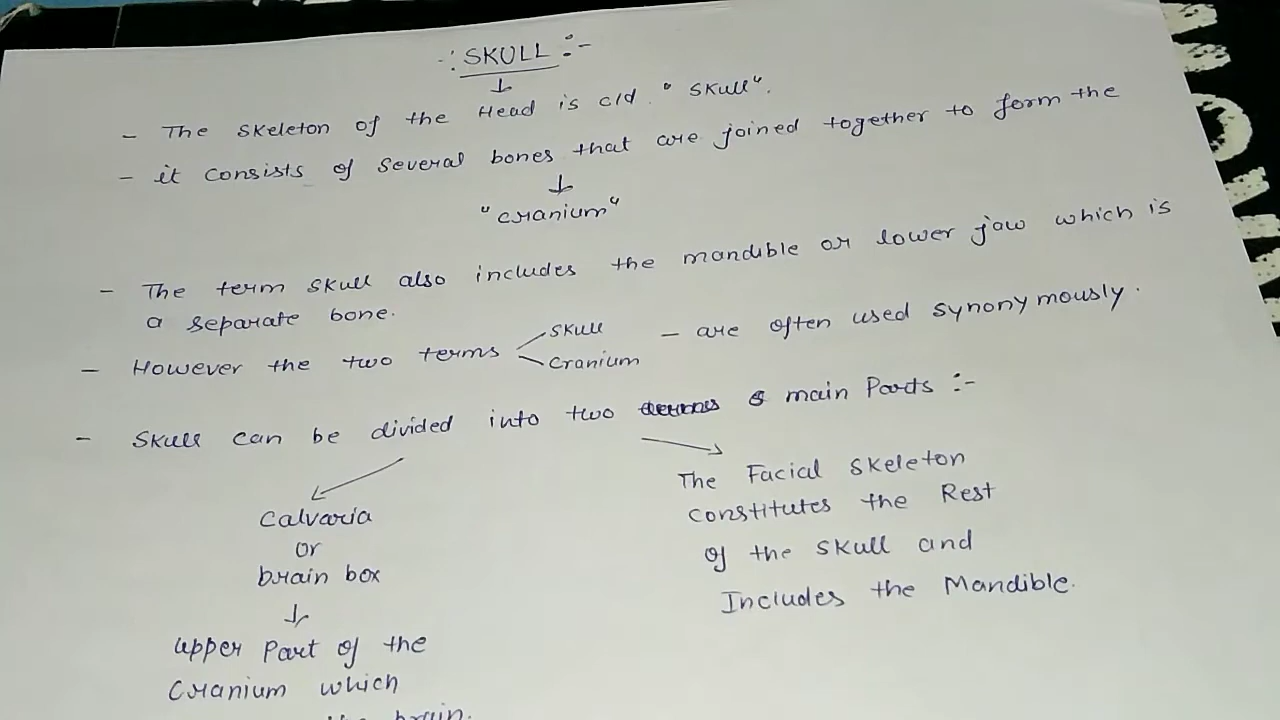 -: SKULL :-
↓
- The skeleton of the Head is c/d. "Skull".
- it consists of several bones that are joined together to form the
↓
"cranium"
- The term skull also includes the mandible or lower jaw which is
a separate bone.
- However the two terms skull cranium - are often used synonymously.
- Skull can be divided into two main Parts :-
calvaria
or
brain box
↓
upper part of the
Cranium which
the brain.
The Facial skeleton
constitutes the Rest
of the skull and
Includes the Mandible.